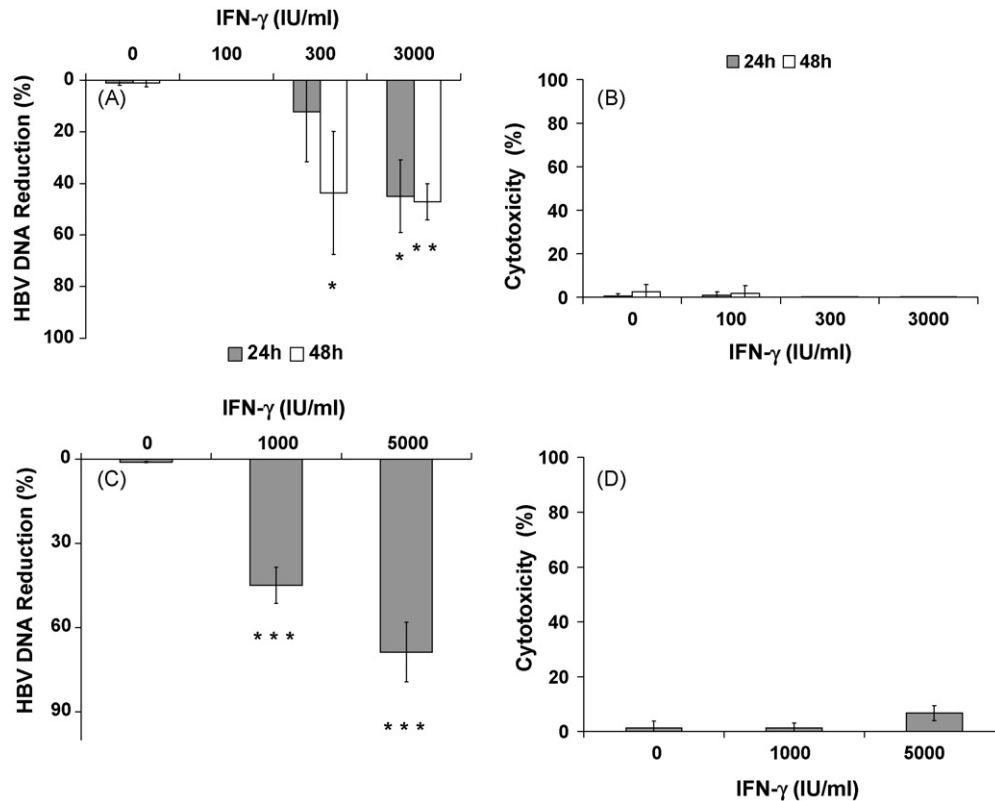 IFN-γ (IU/ml)
0 100 300 3000
0
20
40
60
80
100
HBV DNA Reduction (%)
(A)
*
*
* *
24h 48h
24h 48h
100
80
60
40
20
0
Cytotoxicity (%)
(B)
0 100 300 3000
IFN-γ (IU/ml)
IFN-γ (IU/ml)
0 1000 5000
0
30
60
90
HBV DNA Reduction (%)
(C)
* * *
* * *
100
80
60
40
20
0
Cytotoxicity (%)
(D)
0 1000 5000
IFN-γ (IU/ml)